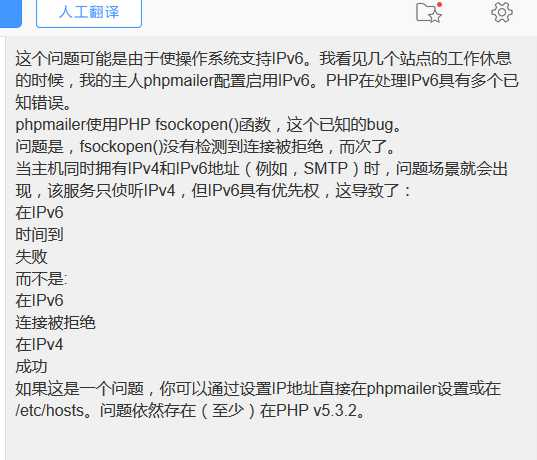 人工翻译
这个问题可能是由于使操作系统支持IPv6。我看见几个站点的工作休息
的时候，我的主人phpmailer配置启用IPv6。PHP在处理IPv6具有多个已
知错误。
phpmailer使用PHP fsockopen()函数，这个已知的bug。
问题是，fsockopen()没有检测到连接被拒绝，而次了。
当主机同时拥有IPv4和IPv6地址（例如，SMTP）时，问题场景就会出
现，该服务只侦听IPv4，但IPv6具有优先权，这导致了：
在IPv6
时间到
失败
而不是:
在IPv6
连接被拒绝
在IPv4
成功
如果这是一个问题，你可以通过设置IP地址直接在phpmailer设置或在
/etc/hosts。问题依然存在（至少）在PHP v5.3.2。